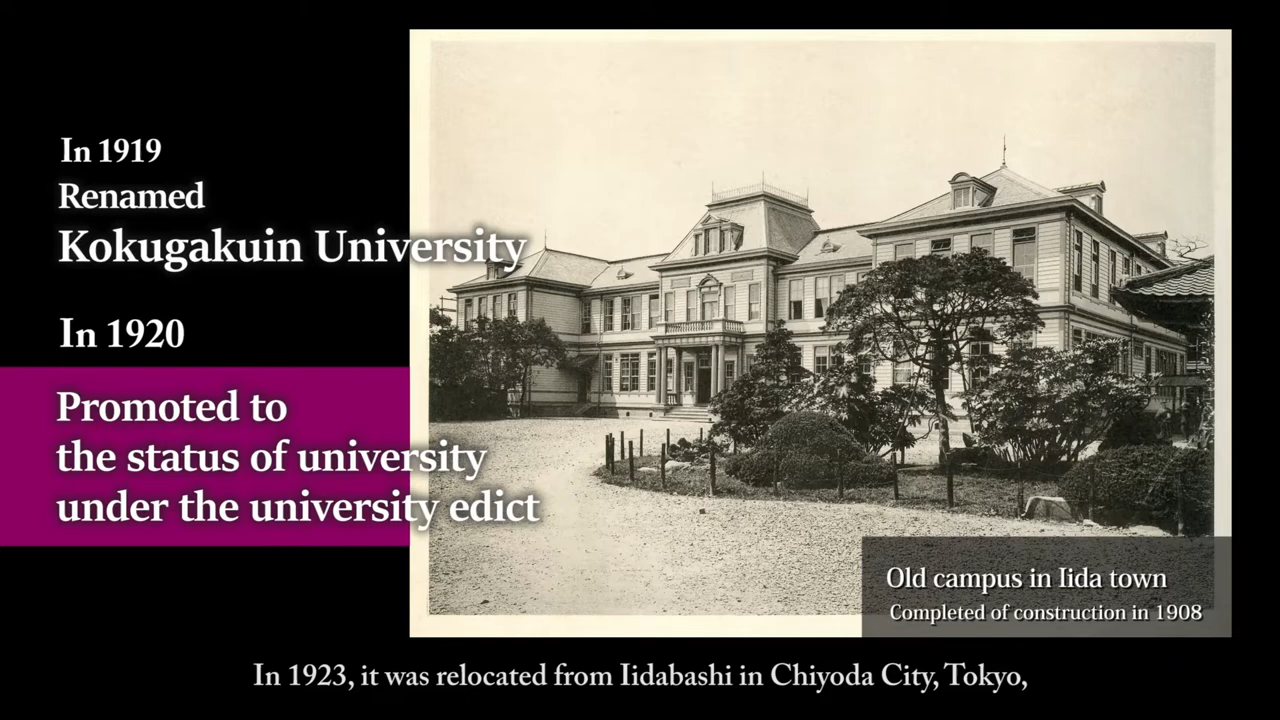 In 1919
Renamed
Kokugakuin University
In 1920
Promoted to
the status of university
under the university edict
Old campus in Iida town
Completed of construction in 1908
In 1923, it was relocated from Iidabashi in Chiyoda City, Tokyo,